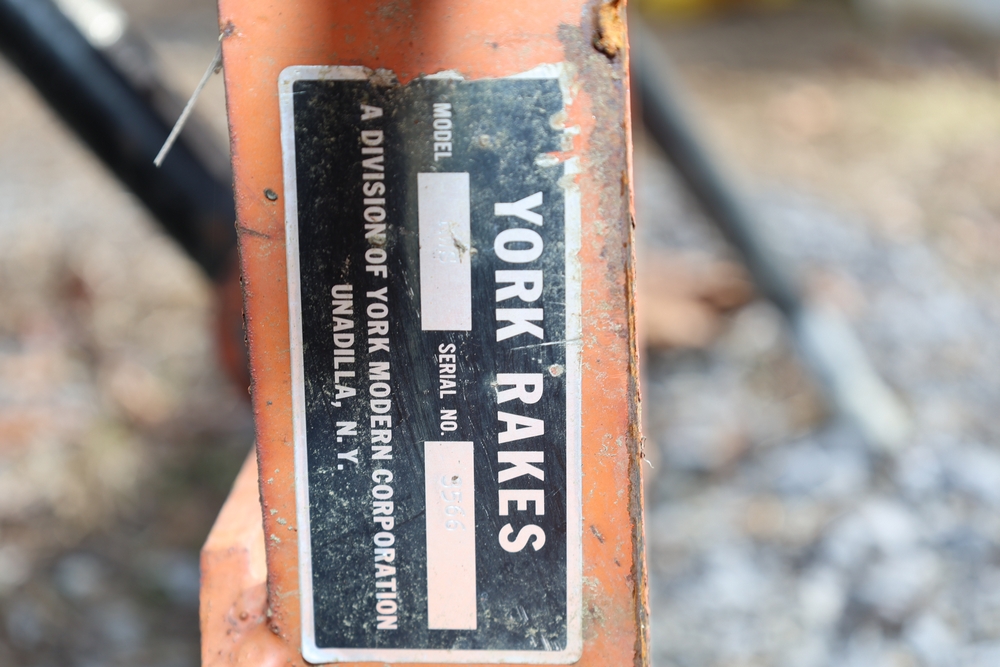 YORK RAKES
MODEL SERIAL NO.
A DIVISION OF YORK MODERN CORPORATION
UNADILLA, N. Y.